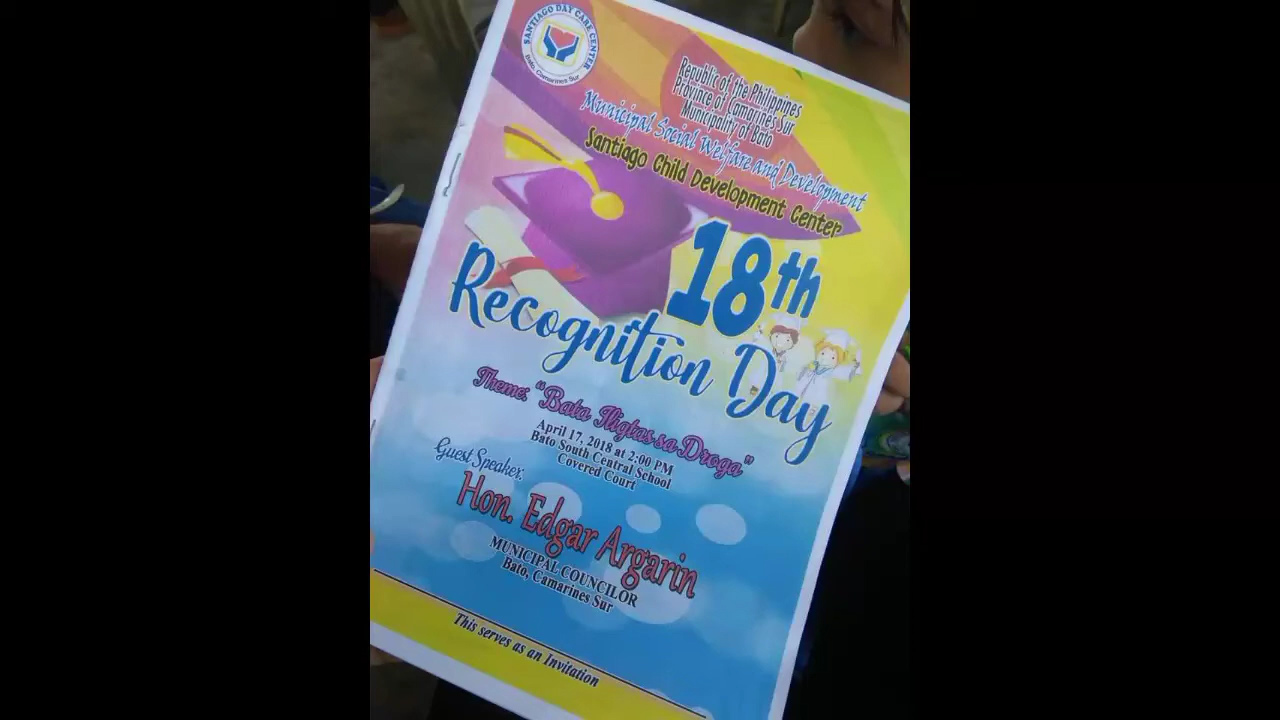 SANTIAGO DAY CARE CENTER
Bato, Camarines Sur
Republic of the Philippines
Province of Camarines Sur
Municipality of Bato
Municipal Social Welfare and Development
Santiago Child Development Center
18th
Recognition Day
Theme: "Bata Iligtas sa Droga"
April 17, 2018 at 2:00 PM
Bato South Central School
Covered Court
Guest Speaker:
Hon. Edgar Argarin
MUNICIPAL COUNCILOR
Bato, Camarines Sur
This serves as an Invitation